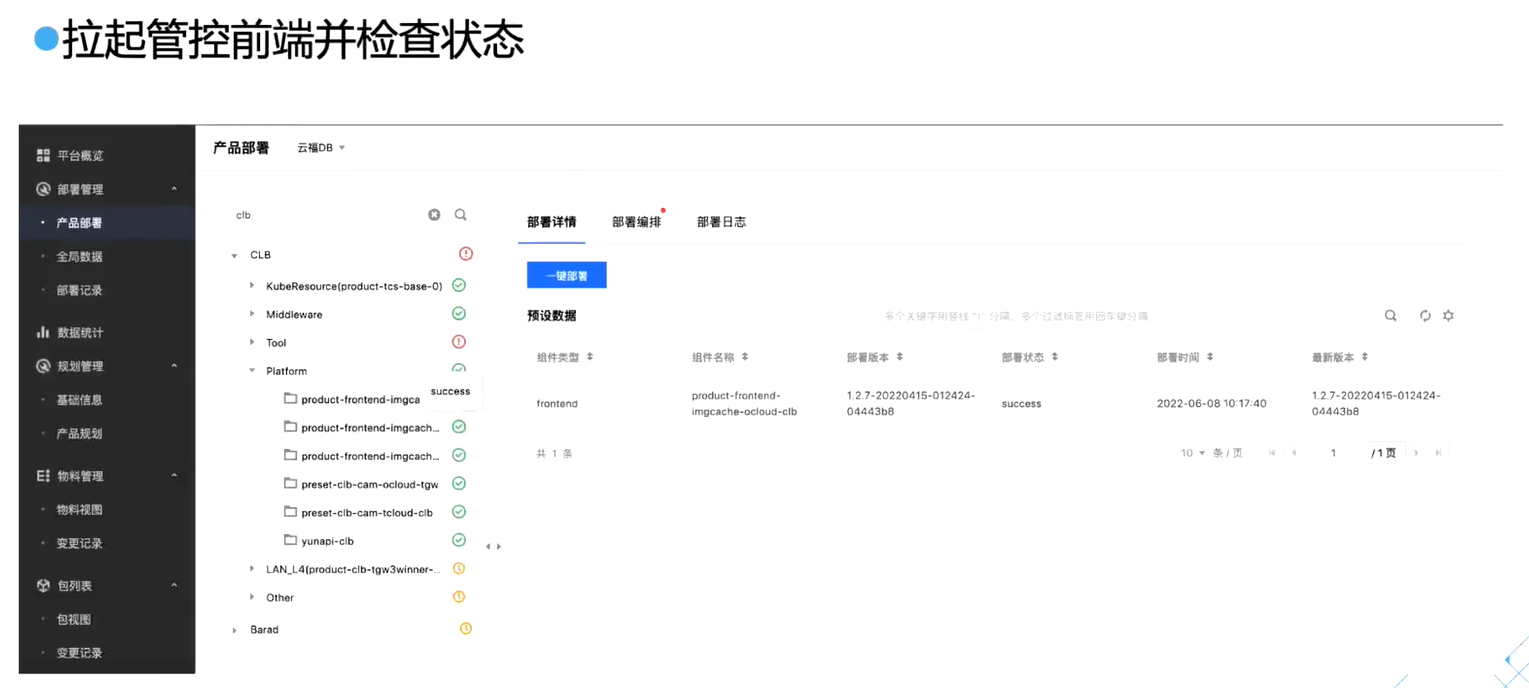 拉起管控前端并检查状态
平台概览
部署管理
产品部署
全局数据
部署记录
数据统计
规划管理
基础信息
产品规划
物料管理
物料视图
变更记录
包列表
包视图
变更记录
产品部署 云福DB
clb
CLB
KubeResource(product-tcs-base-0)
Middleware
Tool
Platform
product-frontend-imgca
success
product-frontend-imgcach...
product-frontend-imgcach...
preset-clb-cam-ocloud-tgw
preset-clb-cam-tcloud-clb
yunapi-clb
LAN_L4(product-clb-tgw3winner-...
Other
Barad
部署详情 部署编排 部署日志
一键部署
预设数据 多个关键字用竖线 "|" 分隔，多个过滤标签用回车键分隔
组件类型 组件名称 部署版本 部署状态 部署时间 最新版本
frontend product-frontend-imgcache-ocloud-clb 1.2.7-20220415-012424-04443b8 success 2022-06-08 10:17:40 1.2.7-20220415-012424-04443b8
共 1 条 10 条 / 页 1 / 1 页